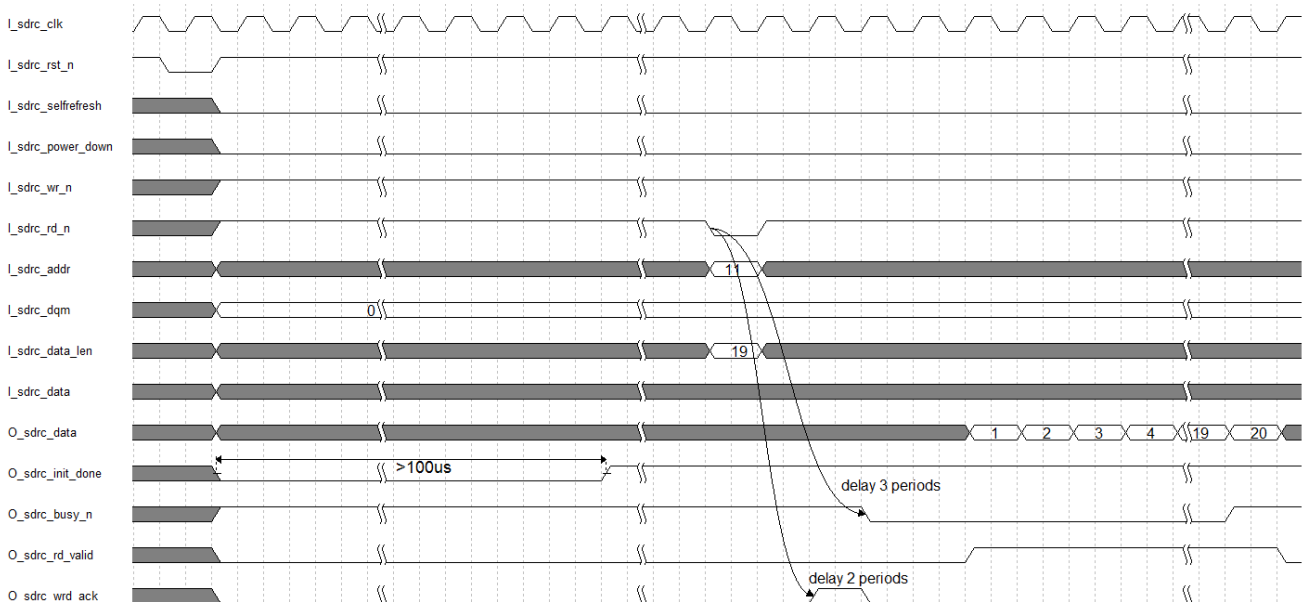 I_sdrc_clk
I_sdrc_rst_n
I_sdrc_selfrefresh
I_sdrc_power_down
I_sdrc_wr_n
I_sdrc_rd_n
I_sdrc_addr 11
I_sdrc_dqm 0
I_sdrc_data_len 19
I_sdrc_data
O_sdrc_data 1 2 3 4 19 20
O_sdrc_init_done >100us
delay 3 periods
O_sdrc_busy_n
O_sdrc_rd_valid
delay 2 periods
O_sdrc_wrd_ack